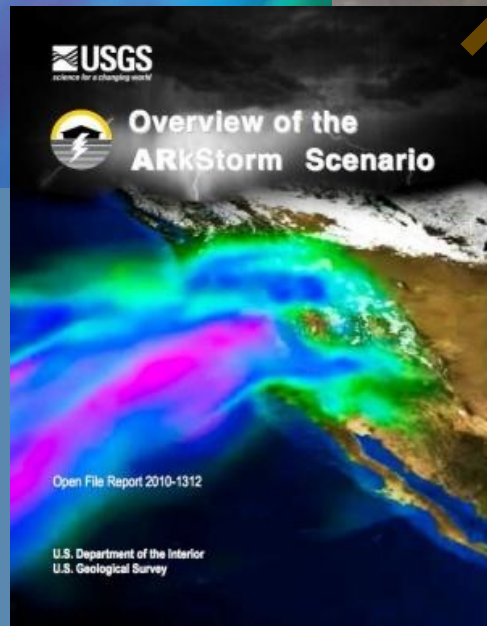 USGS
science for a changing world
Overview of the
ARkStorm Scenario
Open File Report 2010-1312
U.S. Department of the Interior
U.S. Geological Survey